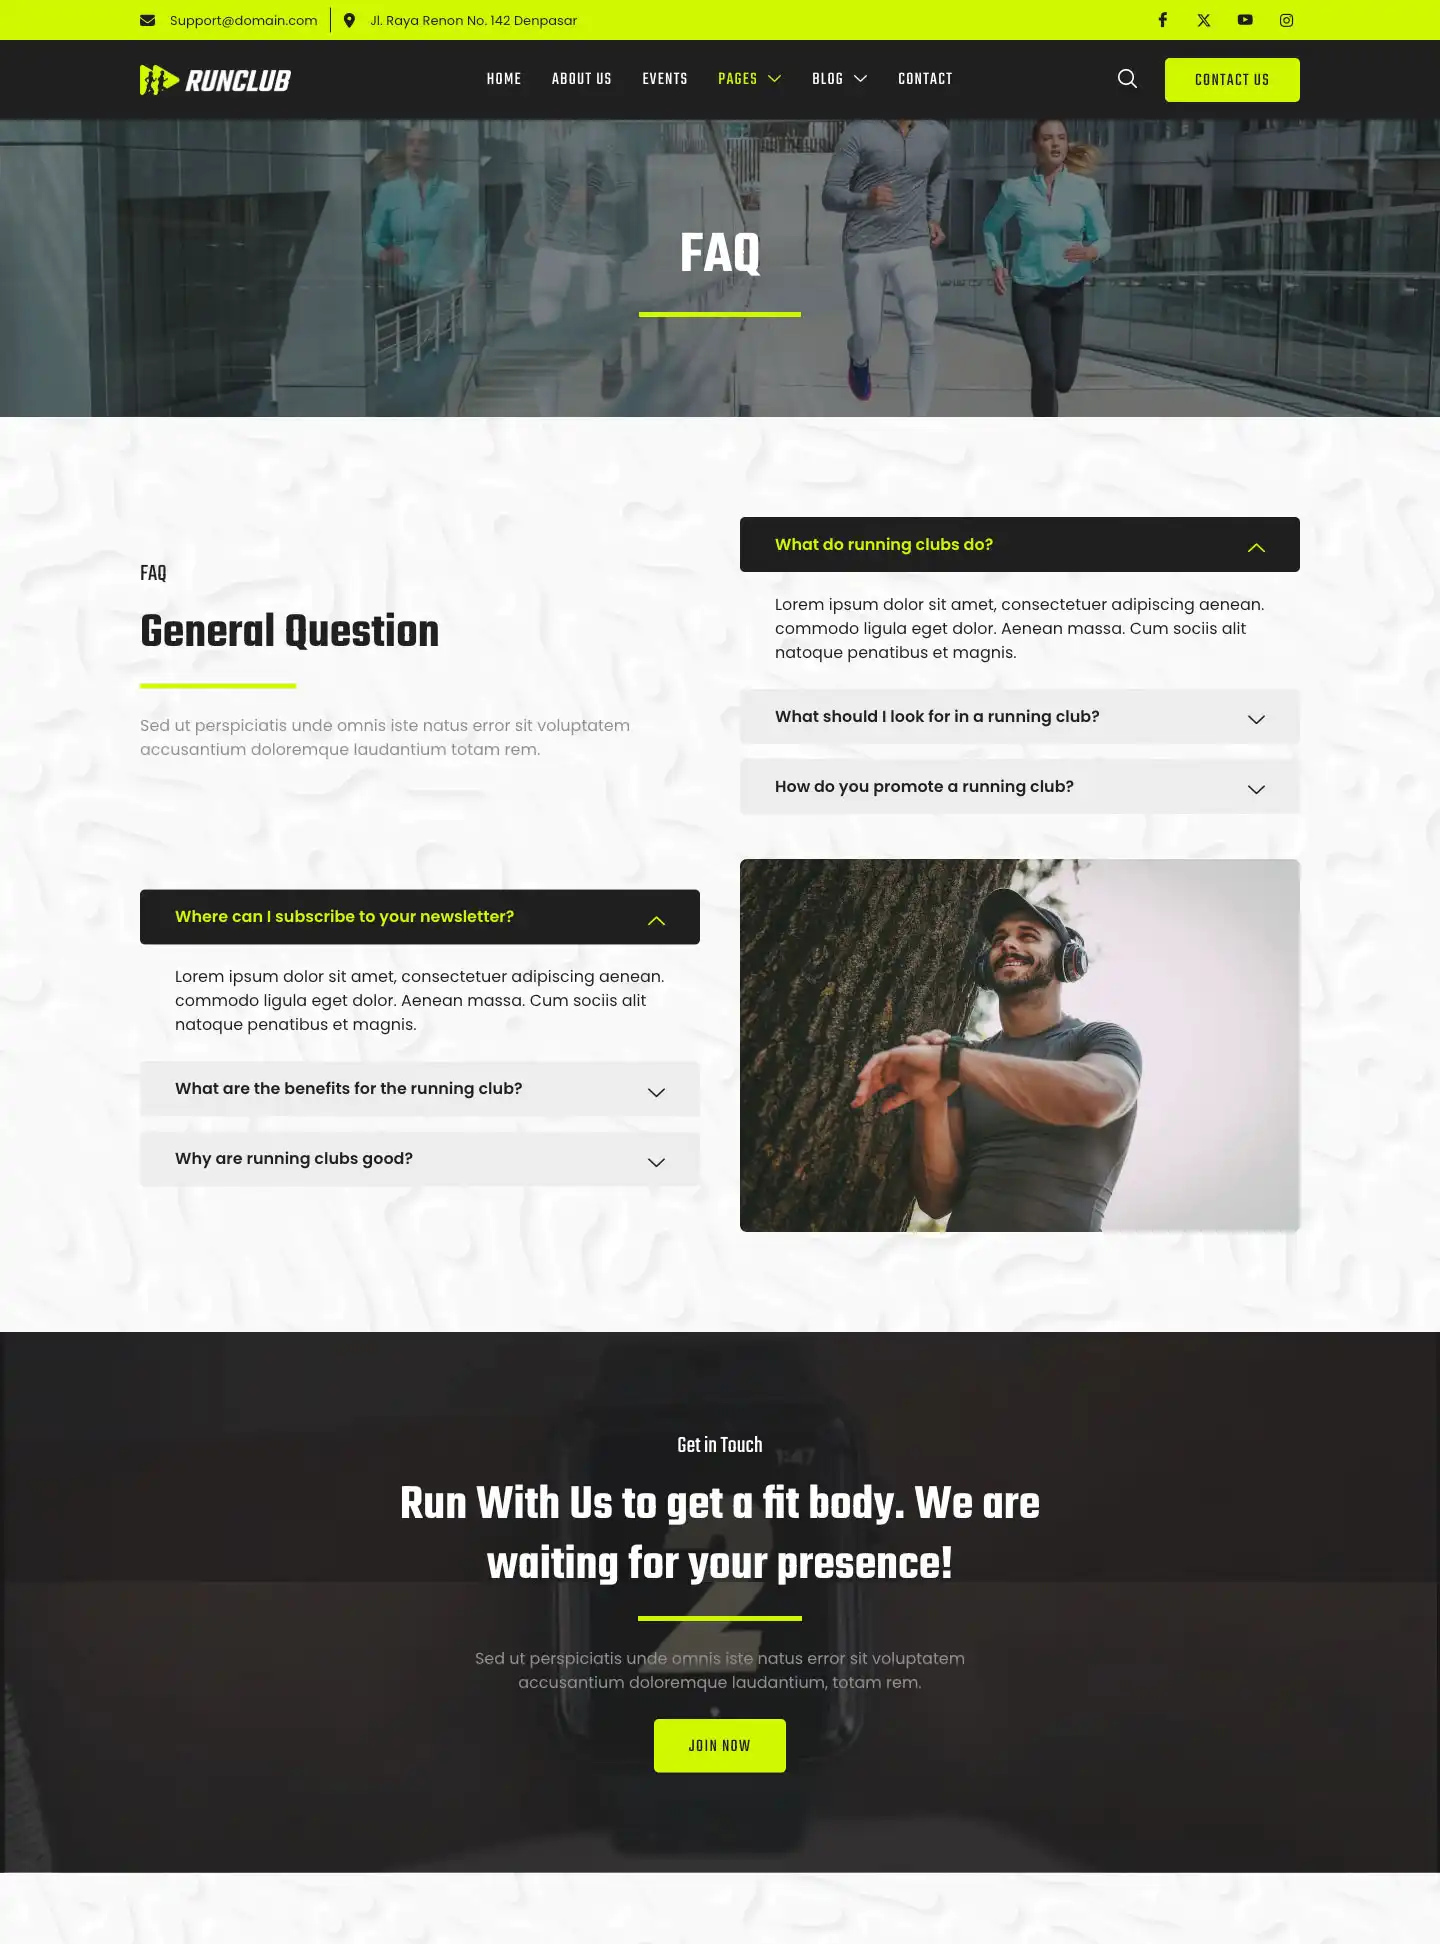 Support@domain.com
Jl. Raya Renon No. 142 Denpasar
RUNCLUB
HOME
ABOUT US
EVENTS
PAGES
BLOG
CONTACT
CONTACT US
FAQ
FAQ
General Question
Sed ut perspiciatis unde omnis iste natus error sit voluptatem
accusantium doloremque laudantium totam rem.
What do running clubs do?
Lorem ipsum dolor sit amet, consectetuer adipiscing aenean.
commodo ligula eget dolor. Aenean massa. Cum sociis alit
natoque penatibus et magnis.
What should I look for in a running club?
How do you promote a running club?
Where can I subscribe to your newsletter?
Lorem ipsum dolor sit amet, consectetuer adipiscing aenean.
commodo ligula eget dolor. Aenean massa. Cum sociis alit
natoque penatibus et magnis.
What are the benefits for the running club?
Why are running clubs good?
1:47
Get in Touch
Run With Us to get a fit body. We are
waiting for your presence!
2
Sed ut perspiciatis unde omnis iste natus error sit voluptatem
accusantium doloremque laudantium, totam rem.
JOIN NOW